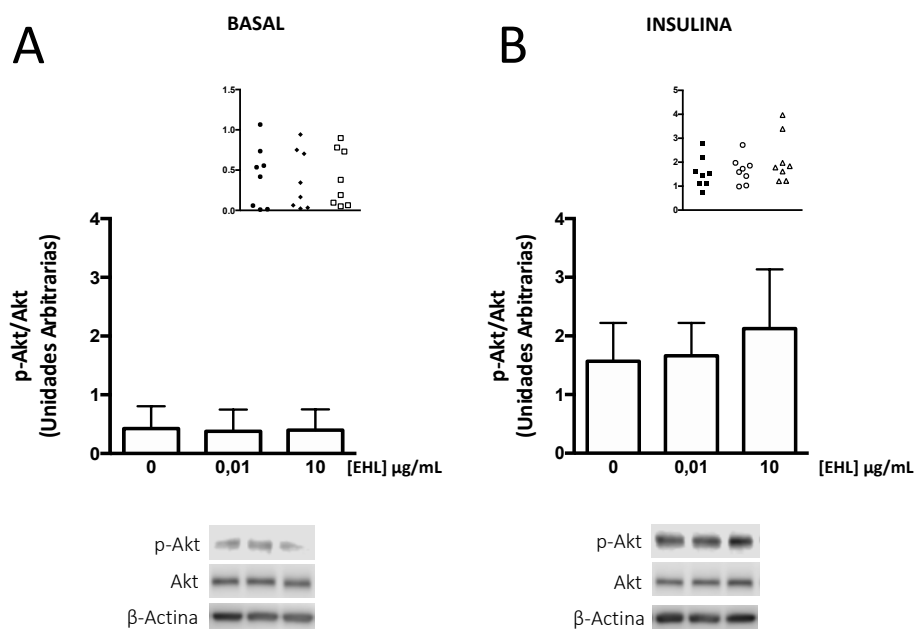 A
BASAL
1.5
1.0
0.5
0.0
4
3
2
1
0
p-Akt/Akt
(Unidades Arbitrarias)
0 0,01 10 [EHL] µg/mL
p-Akt
Akt
β-Actina
B
INSULINA
5
4
3
2
1
0
4
3
2
1
0
p-Akt/Akt
(Unidades Arbitrarias)
0 0,01 10 [EHL] µg/mL
p-Akt
Akt
β-Actina